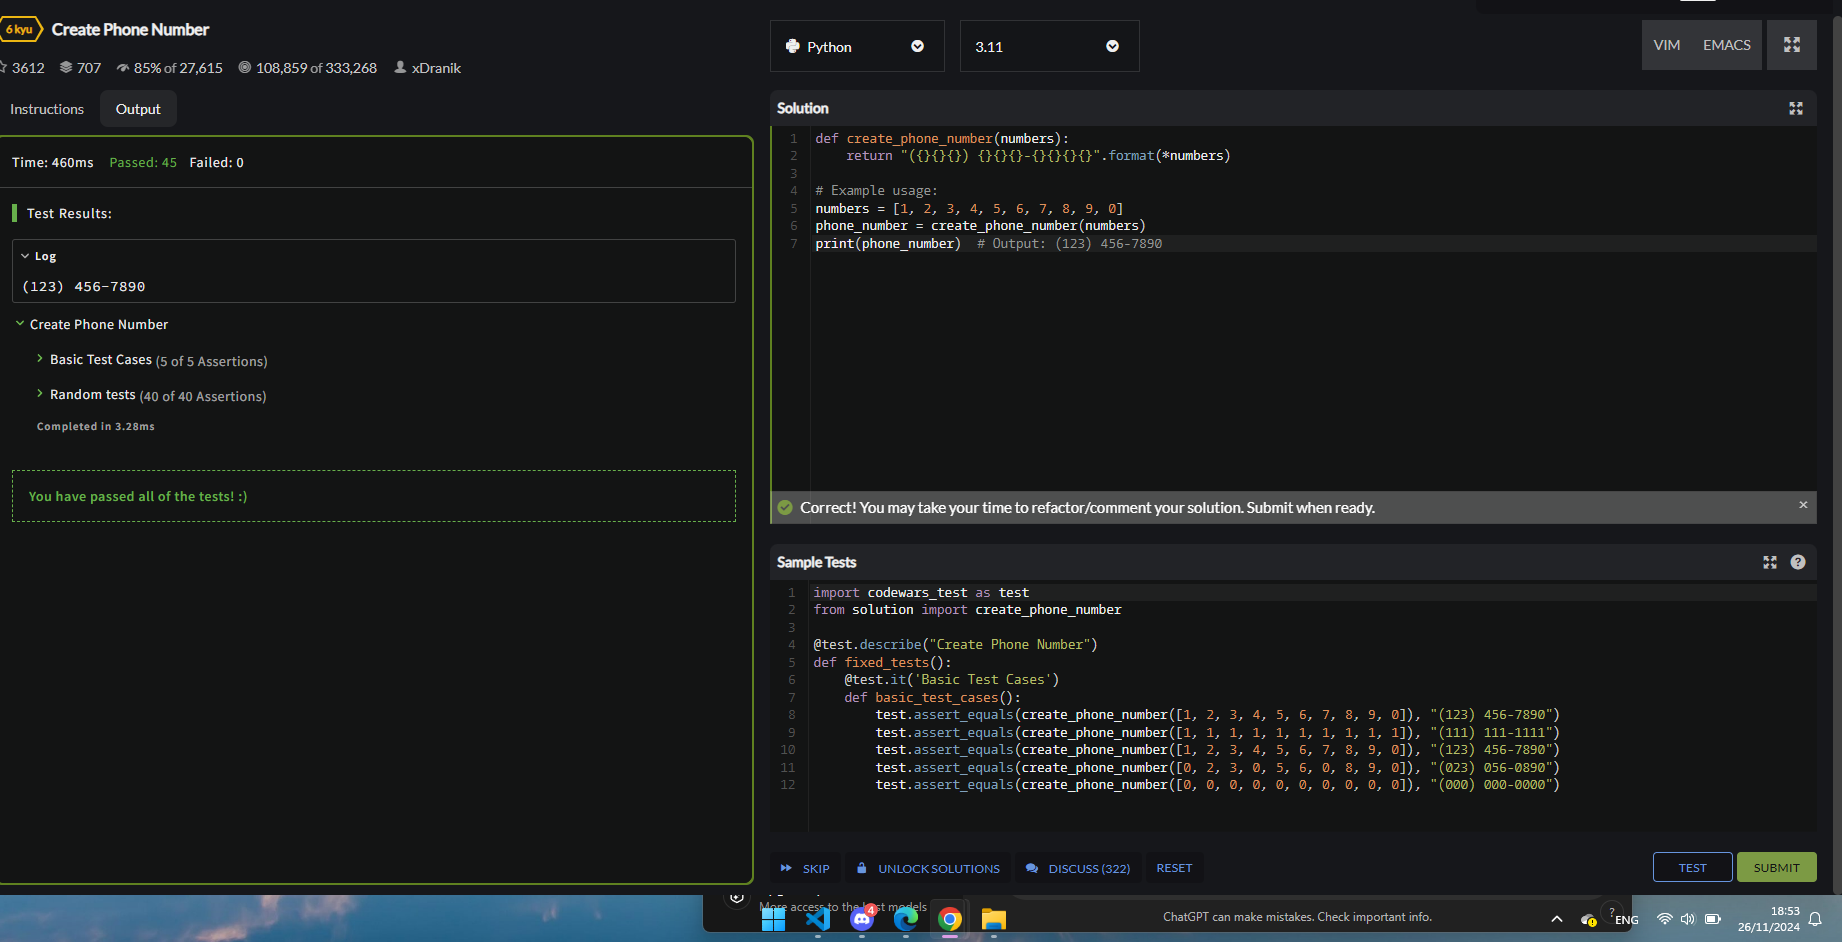 6 kyu Create Phone Number
3612 707 85% of 27,615 108,859 of 333,268 xDranik
Instructions Output
Time: 460ms Passed: 45 Failed: 0
Test Results:
Log
(123) 456-7890
Create Phone Number
Basic Test Cases (5 of 5 Assertions)
Random tests (40 of 40 Assertions)
Completed in 3.28ms
You have passed all of the tests! :)
Python 3.11 VIM EMACS
Solution
1 def create_phone_number(numbers):
2 return "({}{}{}) {}{}{}-{}{}{}{}".format(*numbers)
3
4 # Example usage:
5 numbers = [1, 2, 3, 4, 5, 6, 7, 8, 9, 0]
6 phone_number = create_phone_number(numbers)
7 print(phone_number)  # Output: (123) 456-7890
Correct! You may take your time to refactor/comment your solution. Submit when ready. ×
Sample Tests ?
1 import codewars_test as test
2 from solution import create_phone_number
3
4 @test.describe("Create Phone Number")
5 def fixed_tests():
6 @test.it('Basic Test Cases')
7 def basic_test_cases():
8 test.assert_equals(create_phone_number([1, 2, 3, 4, 5, 6, 7, 8, 9, 0]), "(123) 456-7890")
9 test.assert_equals(create_phone_number([1, 1, 1, 1, 1, 1, 1, 1, 1, 1]), "(111) 111-1111")
10 test.assert_equals(create_phone_number([1, 2, 3, 4, 5, 6, 7, 8, 9, 0]), "(123) 456-7890")
11 test.assert_equals(create_phone_number([0, 2, 3, 0, 5, 6, 0, 8, 9, 0]), "(023) 056-0890")
12 test.assert_equals(create_phone_number([0, 0, 0, 0, 0, 0, 0, 0, 0, 0]), "(000) 000-0000")
SKIP UNLOCK SOLUTIONS DISCUSS (322) RESET TEST SUBMIT
More access to the models
4
ChatGPT can make mistakes. Check important info.
? ENG
18:53
26/11/2024